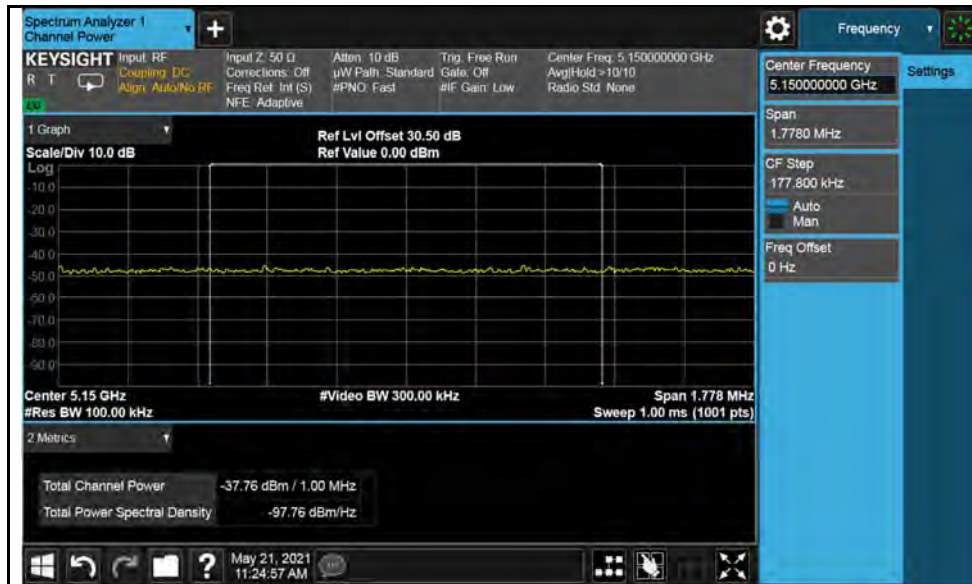 Spectrum Analyzer 1
Channel Power
+
Frequency
KEYSIGHT
R T
Input: RF
Coupling: DC
Align: Auto/No RF
Input Z: 50 Ω
Corrections: Off
Freq Ref: Int (S)
NFE: Adaptive
Atten: 10 dB
µW Path: Standard
#PNO: Fast
Trig: Free Run
Gate: Off
#IF Gain: Low
Center Freq: 5.150000000 GHz
Avg|Hold >10/10
Radio Std: None
Center Frequency
5.150000000 GHz
Settings
Span
1.7780 MHz
CF Step
177.800 kHz
Auto
Man
Freq Offset
0 Hz
1 Graph
Scale/Div 10.0 dB
Ref Lvl Offset 30.50 dB
Ref Value 0.00 dBm
Log
-10.0
-20.0
-30.0
-40.0
-50.0
-60.0
-70.0
-80.0
-90.0
Center 5.15 GHz
#Video BW 300.00 kHz
Span 1.778 MHz
#Res BW 100.00 kHz
Sweep 1.00 ms (1001 pts)
2 Metrics
Total Channel Power -37.76 dBm / 1.00 MHz
Total Power Spectral Density -97.76 dBm/Hz
?
May 21, 2021
11:24:57 AM